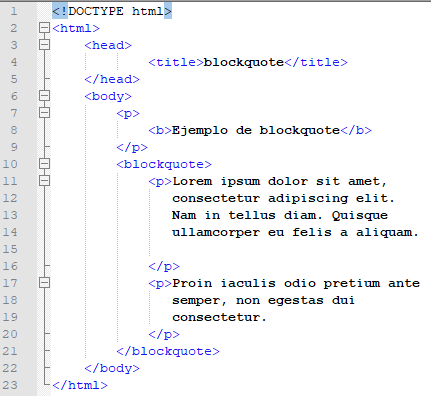 1 <!DOCTYPE html>
2 <html>
3 <head>
4 <title>blockquote</title>
5 </head>
6 <body>
7 <p>
8 <b>Ejemplo de blockquote</b>
9 </p>
10 <blockquote>
11 <p>Lorem ipsum dolor sit amet,
12 consectetur adipiscing elit.
13 Nam in tellus diam. Quisque
14 ullamcorper eu felis a aliquam.
15
16 </p>
17 <p>Proin iaculis odio pretium ante
18 semper, non egestas dui
19 consectetur.
20 </p>
21 </blockquote>
22 </body>
23 </html>